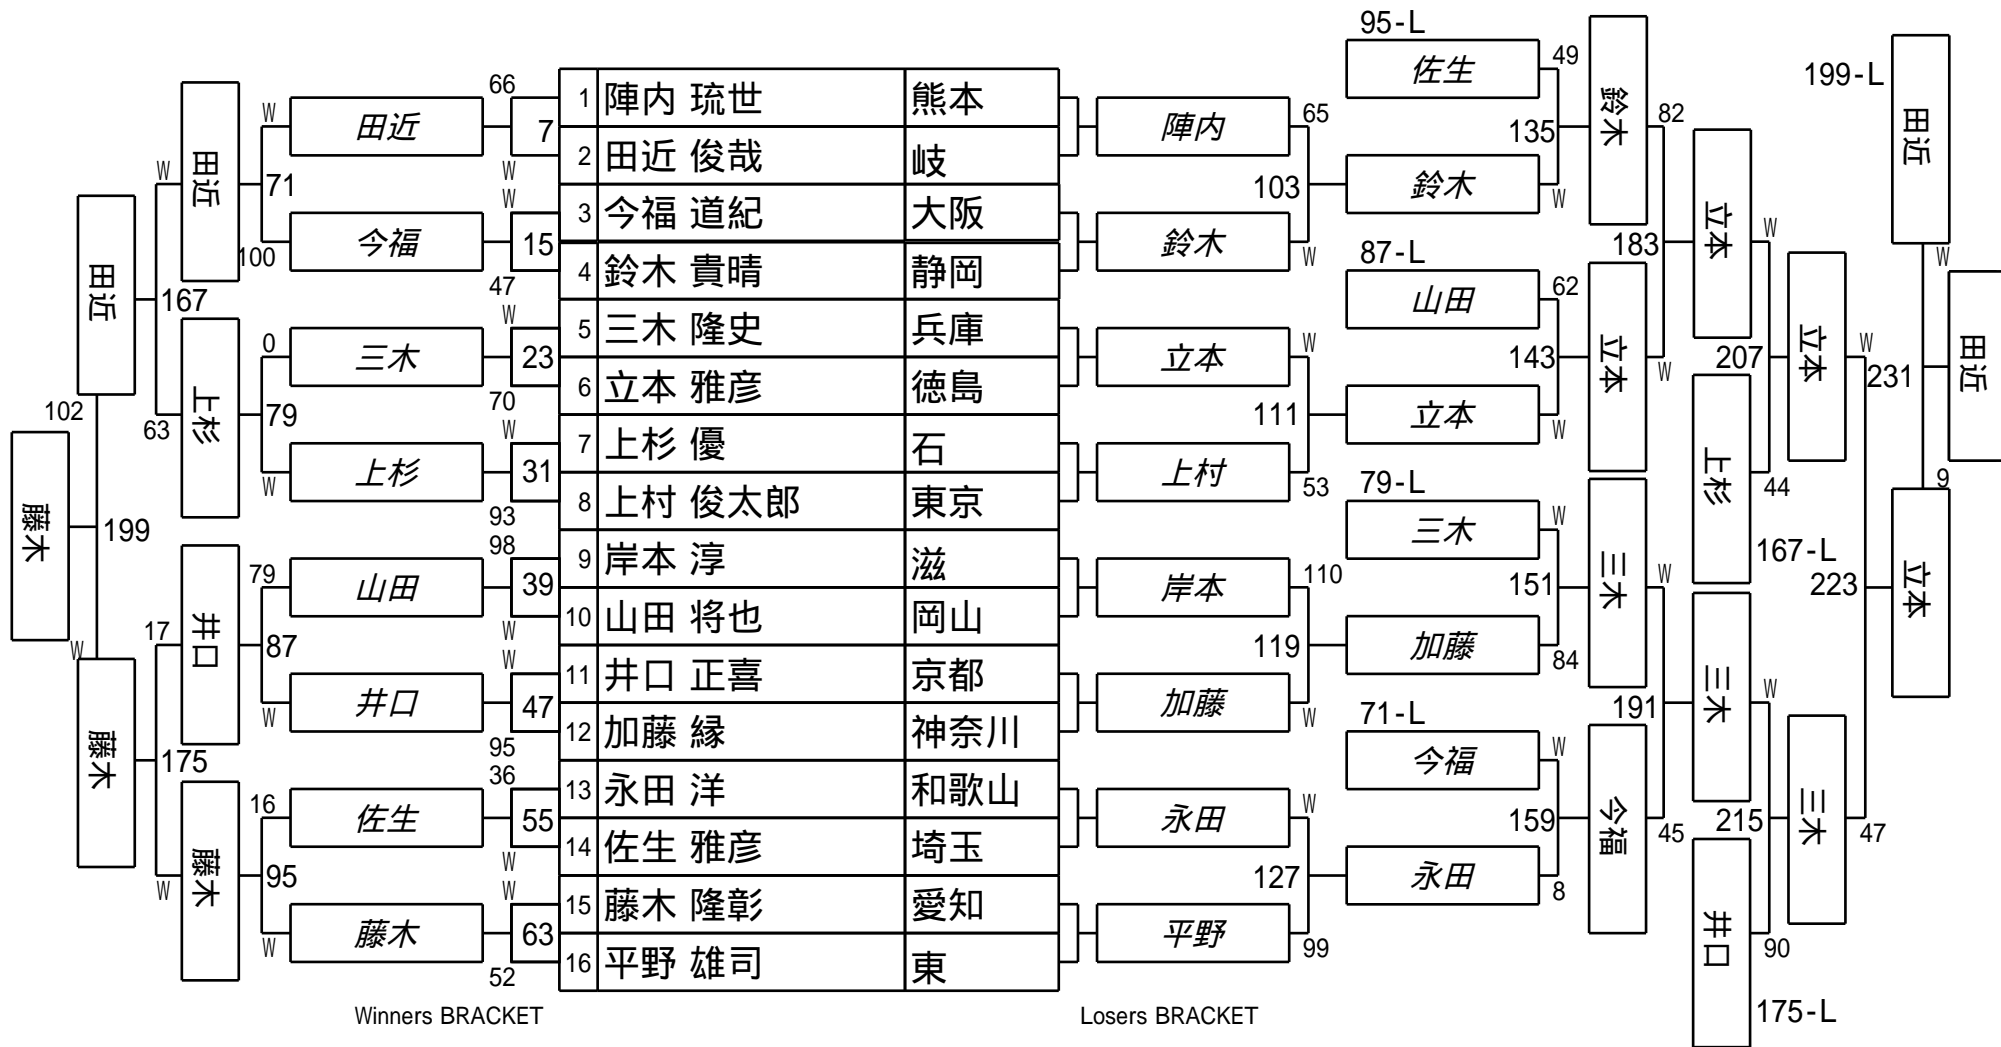 95-L
佐生
49
鈴木
田近
199-L
66
1 陣内 琉世 熊本
田近
W
田近
7
陣内
65
135
82
2 田近 俊哉 岐
W
W
71
W
3 今福 道紀 大阪
103
鈴木
W
立本
W
今福
15
鈴木
W
183
W
田近
100
4 鈴木 貴晴 静岡
87-L
山田
62
立本
W
田近
167
47
W
5 三木 隆史 兵庫
0
三木
23
立本
W
143
207
立本
231
6 立本 雅彦 徳島
W
102
63
上杉
79
70
W
7 上杉 優 石
111
立本
W
上杉
44
W
上杉
31
上村
53
79-L
9
8 上村 俊太郎 東京
93
三木
W
三木
藤木
199
98
9 岸本 淳 滋
167-L
79
山田
39
岸本
110
151
W
223
立本
10 山田 将也 岡山
W
17
井口
87
W
11 井口 正喜 京都
119
加藤
84
三木
W
W
W
井口
47
加藤
W
71-L
191
12 加藤 縁 神奈川
藤木
175
95
36
今福
W
13 永田 洋 和歌山
16
佐生
55
永田
W
159
今福
45
215
三木
47
14 佐生 雅彦 埼玉
W
W
藤木
95
W
15 藤木 隆彰 愛知
127
永田
8
井口
90
W
藤木
63
平野
99
16 平野 雄司 東
52
175-L
Winners BRACKET
Losers BRACKET